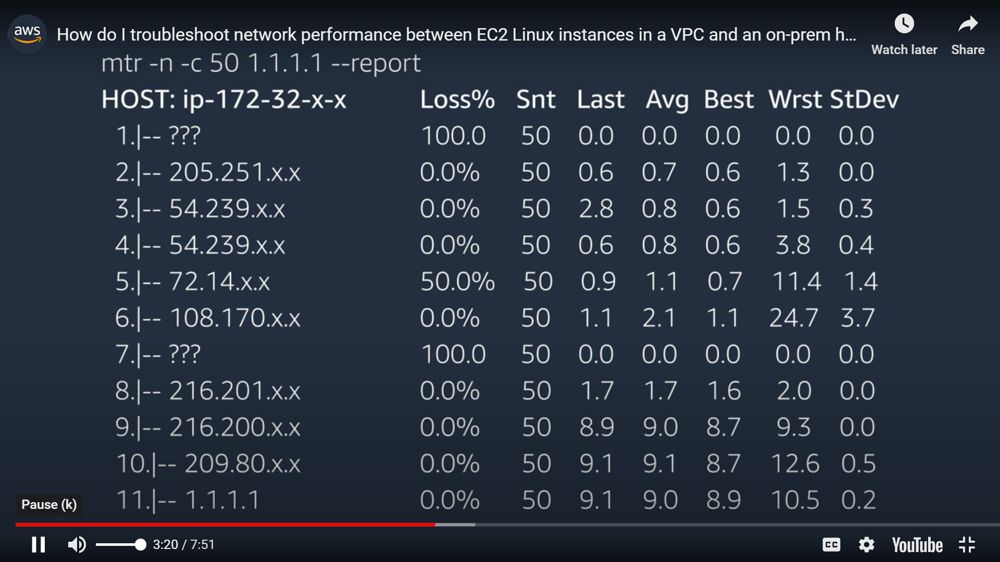 aws How do I troubleshoot network performance between EC2 Linux instances in a VPC and an on-prem h...
Watch later Share
mtr -n -c 50 1.1.1.1 --report
HOST: ip-172-32-x-x Loss% Snt Last Avg Best Wrst StDev
1.|-- ??? 100.0 50 0.0 0.0 0.0 0.0 0.0
2.|-- 205.251.x.x 0.0% 50 0.6 0.7 0.6 1.3 0.0
3.|-- 54.239.x.x 0.0% 50 2.8 0.8 0.6 1.5 0.3
4.|-- 54.239.x.x 0.0% 50 0.6 0.8 0.6 3.8 0.4
5.|-- 72.14.x.x 50.0% 50 0.9 1.1 0.7 11.4 1.4
6.|-- 108.170.x.x 0.0% 50 1.1 2.1 1.1 24.7 3.7
7.|-- ??? 100.0 50 0.0 0.0 0.0 0.0 0.0
8.|-- 216.201.x.x 0.0% 50 1.7 1.7 1.6 2.0 0.0
9.|-- 216.200.x.x 0.0% 50 8.9 9.0 8.7 9.3 0.0
10.|-- 209.80.x.x 0.0% 50 9.1 9.1 8.7 12.6 0.5
11.|-- 1.1.1.1 0.0% 50 9.1 9.0 8.9 10.5 0.2
Pause (k)
3:20 / 7:51 CC YouTube